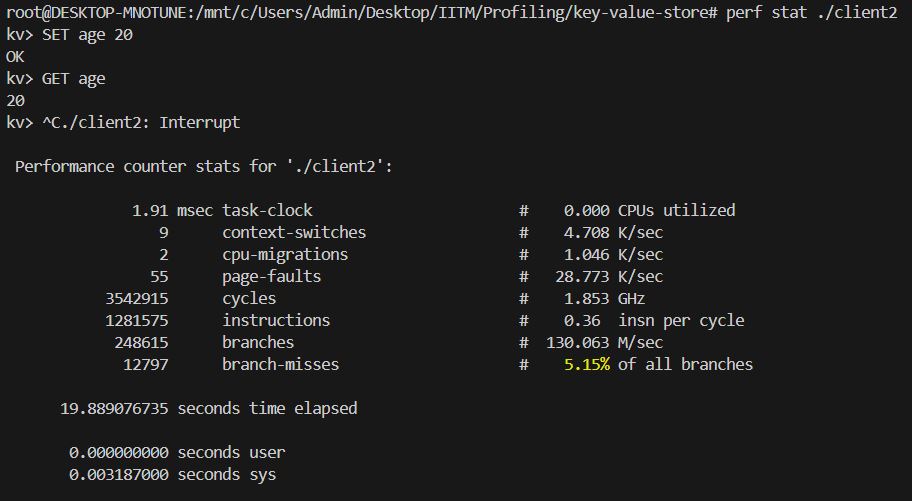 root@DESKTOP-MNOTUNE:/mnt/c/Users/Admin/Desktop/IITM/Profiling/key-value-store# perf stat ./client2
kv> SET age 20
OK
kv> GET age
20
kv> ^C./client2: Interrupt
Performance counter stats for './client2':
1.91 msec task-clock # 0.000 CPUs utilized
9 context-switches # 4.708 K/sec
2 cpu-migrations # 1.046 K/sec
55 page-faults # 28.773 K/sec
3542915 cycles # 1.853 GHz
1281575 instructions # 0.36 insn per cycle
248615 branches # 130.063 M/sec
12797 branch-misses # 5.15% of all branches
19.889076735 seconds time elapsed
0.000000000 seconds user
0.003187000 seconds sys